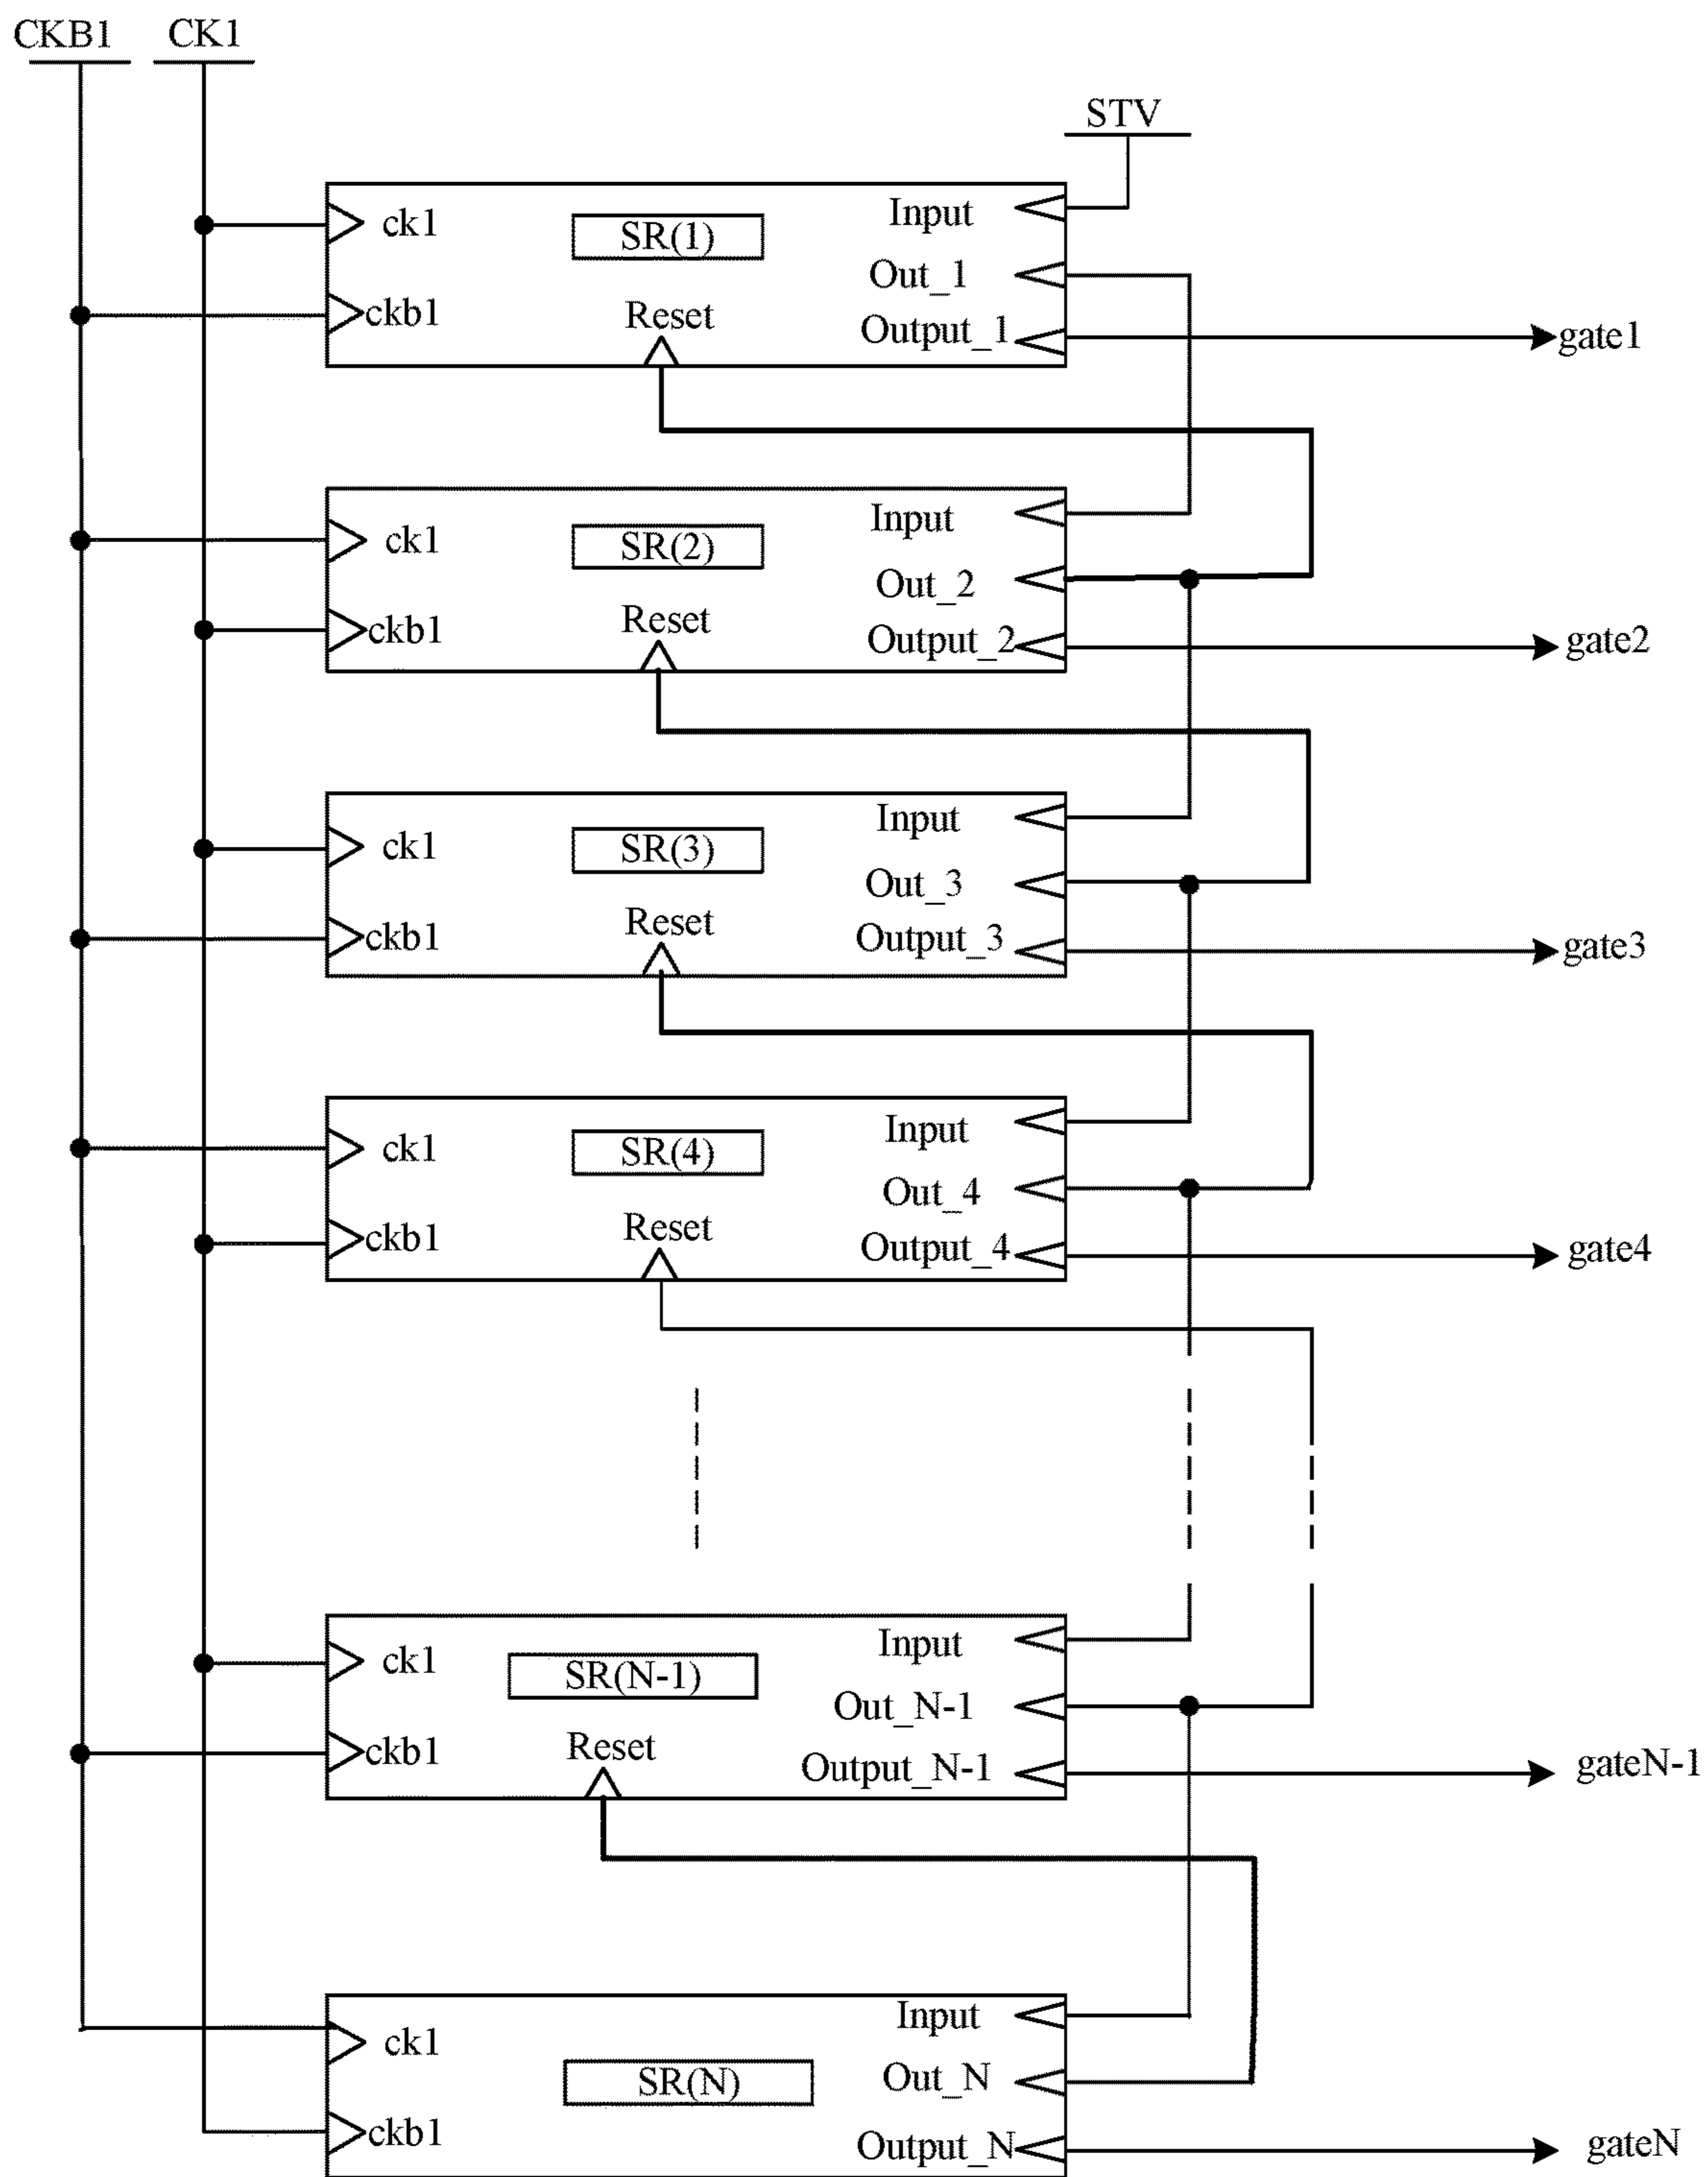 CKB1 CK1
STV
ck1 SR(1) Input
Out_1
ckb1 Reset Output_1 gate1
ck1 SR(2) Input
Out_2
ckb1 Reset Output_2 gate2
ck1 SR(3) Input
Out_3
ckb1 Reset Output_3 gate3
ck1 SR(4) Input
Out_4
ckb1 Reset Output_4 gate4
ck1 SR(N-1) Input
Out_N-1
ckb1 Reset Output_N-1 gateN-1
ck1 Input
SR(N) Out_N
ckb1 Output_N gateN